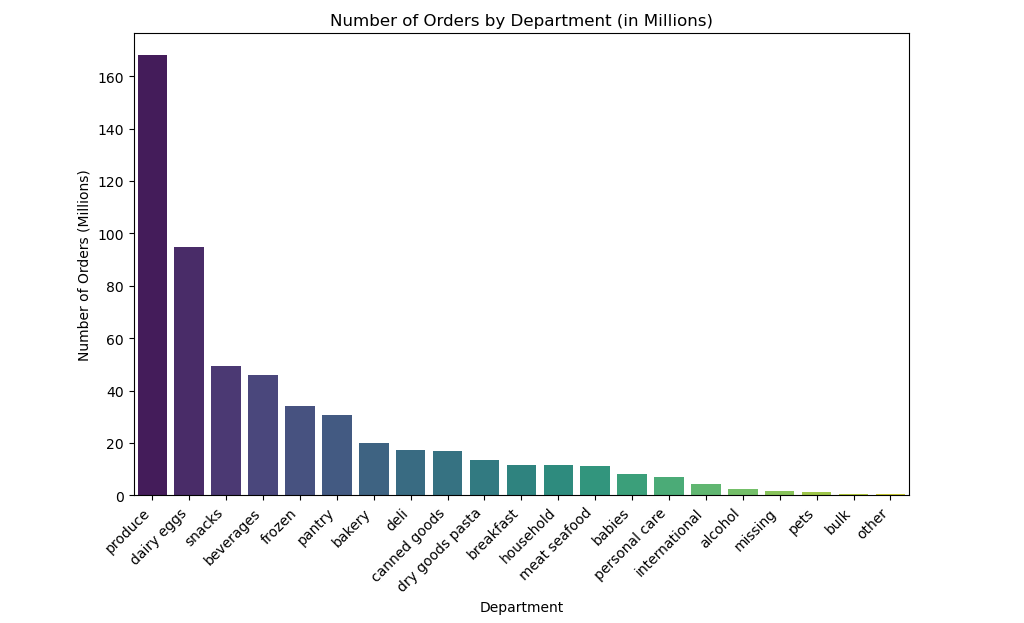 Number of Orders by Department (in Millions)
Number of Orders (Millions)
160
140
120
100
80
60
40
20
0
produce
dairy eggs
snacks
beverages
frozen
pantry
bakery
deli
canned goods
dry goods pasta
breakfast
household
meat seafood
babies
personal care
international
alcohol
missing
pets
bulk
other
Department